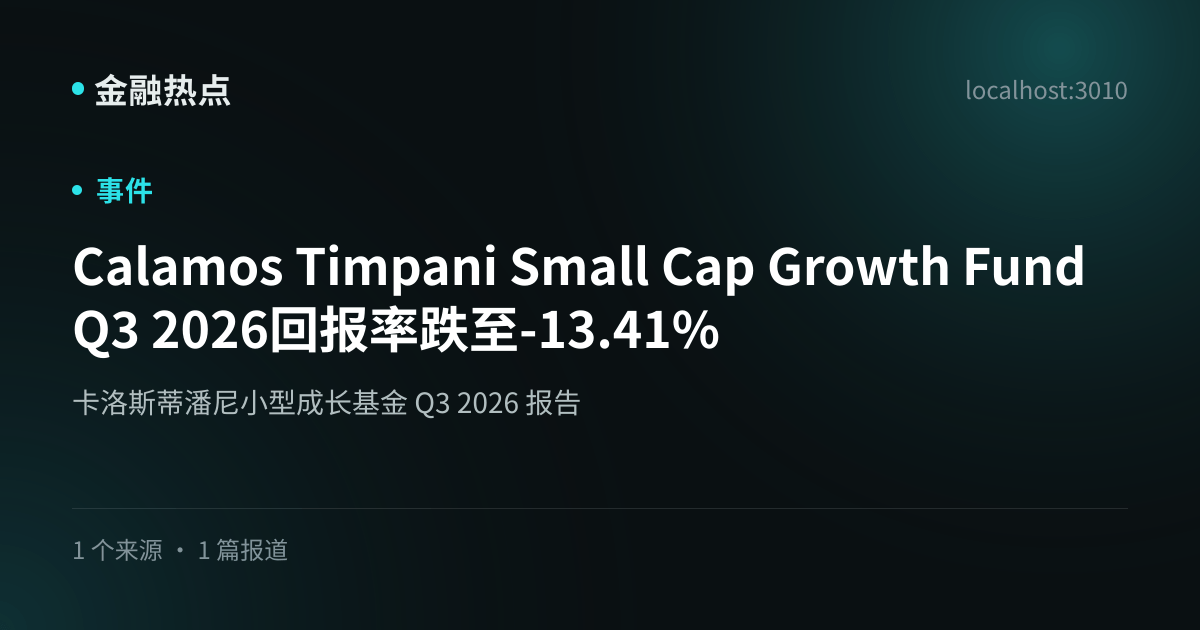 金融热点
localhost:3010
事件
Calamos Timpani Small Cap Growth Fund
Q3 2026回报率跌至-13.41%
卡洛斯蒂潘尼小型成长基金 Q3 2026 报告
1 个来源 · 1 篇报道